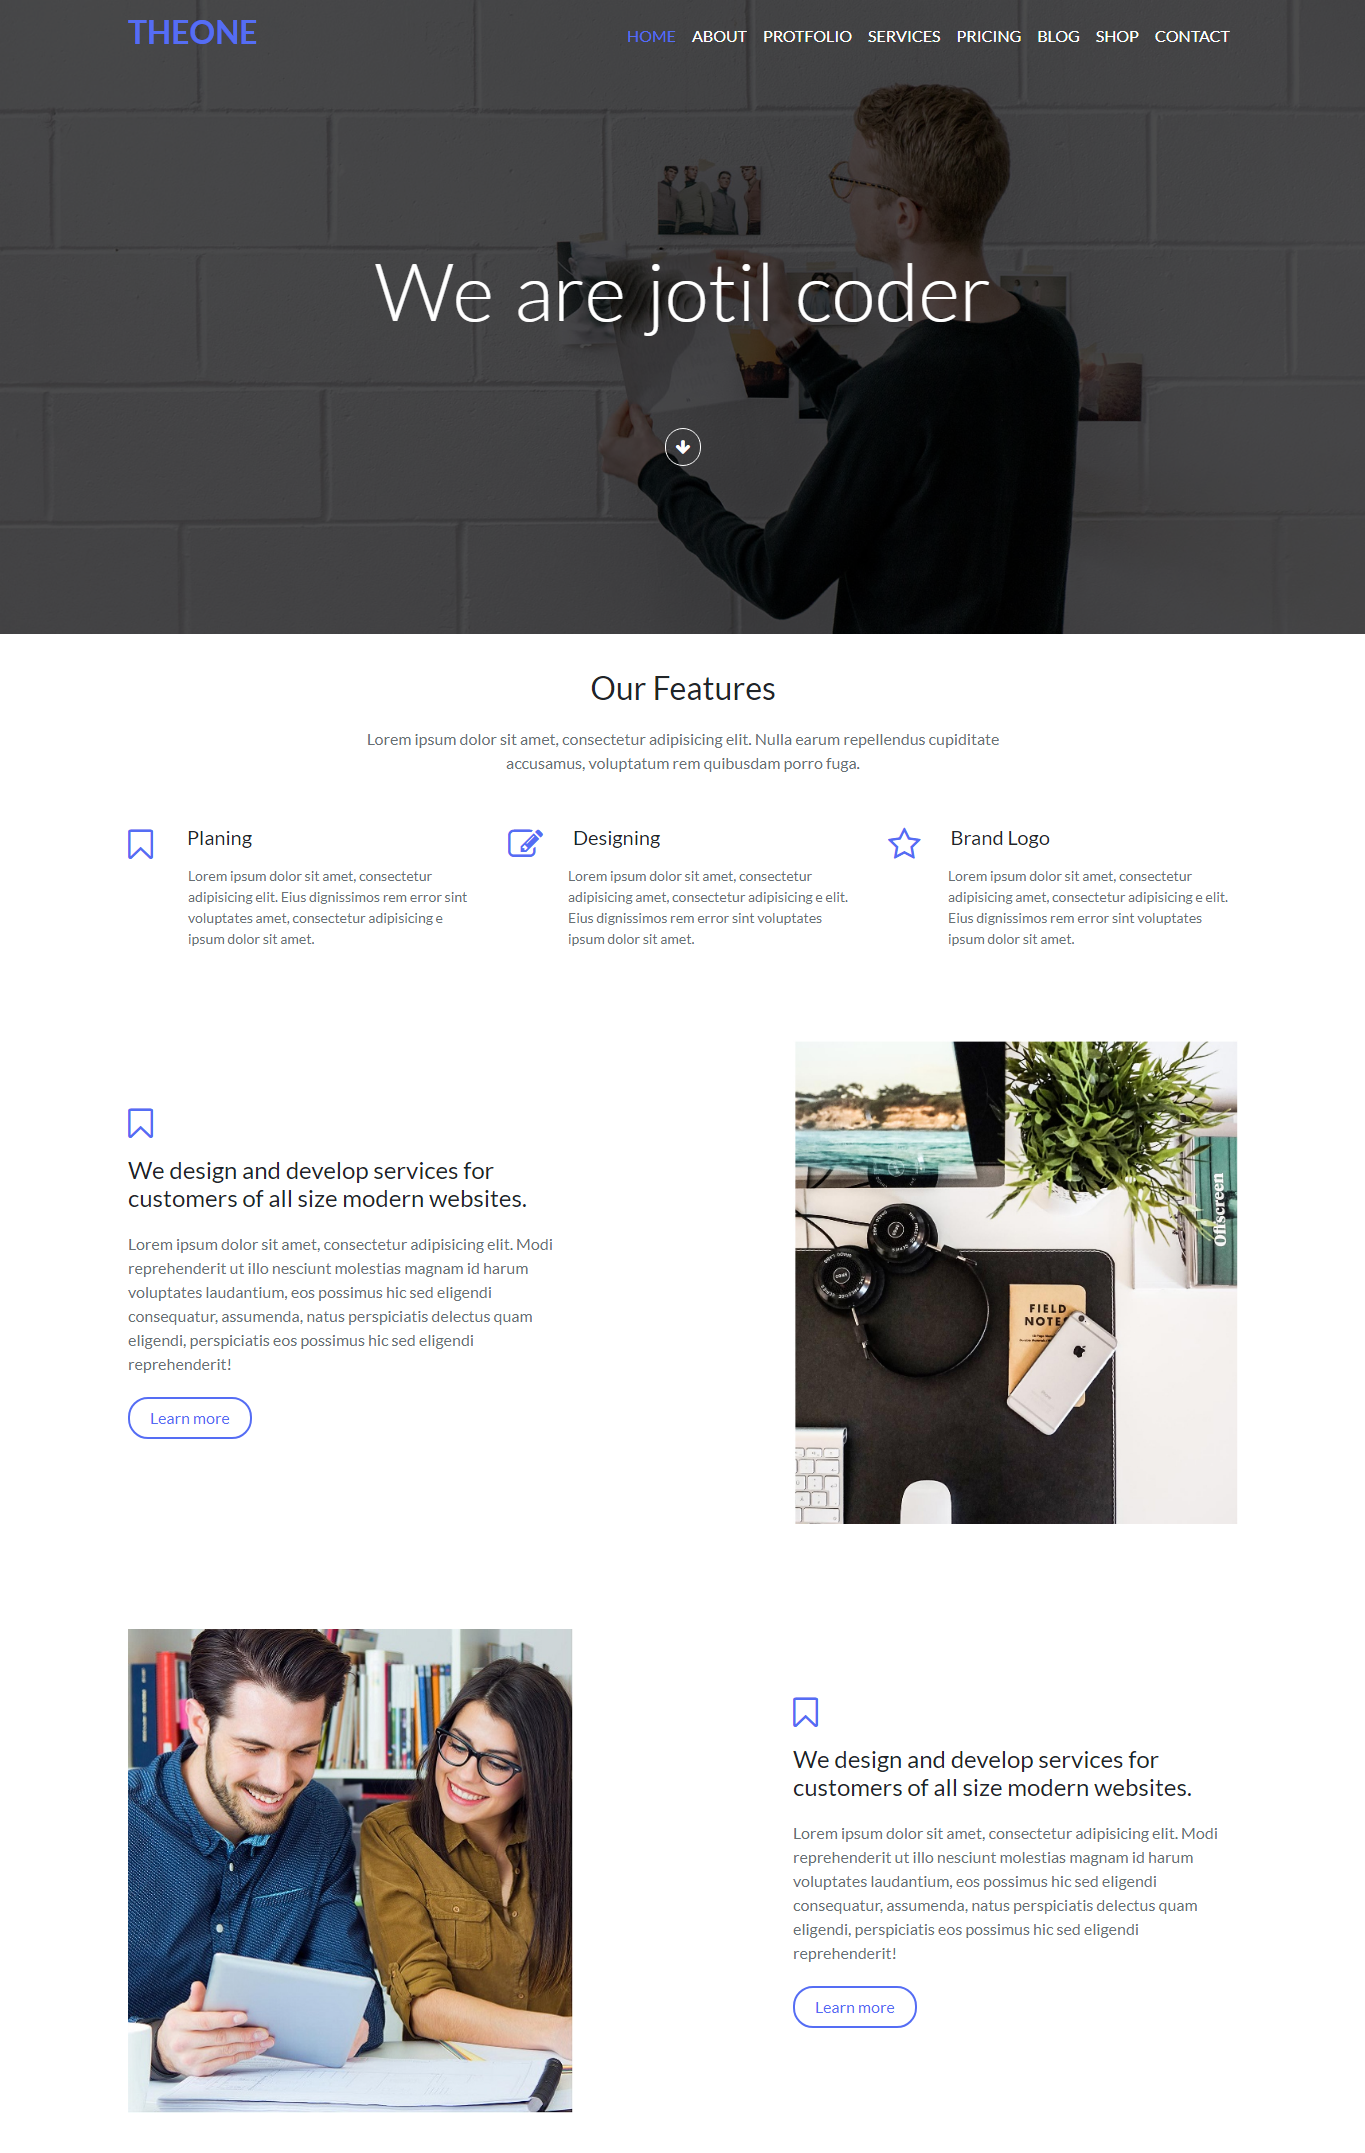 THEONE
HOME ABOUT PROTFOLIO SERVICES PRICING BLOG SHOP CONTACT
We are jotil coder
Our Features
Lorem ipsum dolor sit amet, consectetur adipisicing elit. Nulla earum repellendus cupiditate
accusamus, voluptatum rem quibusdam porro fuga.
Planing
Lorem ipsum dolor sit amet, consectetur
adipisicing elit. Eius dignissimos rem error sint
voluptates amet, consectetur adipisicing e
ipsum dolor sit amet.
Designing
Lorem ipsum dolor sit amet, consectetur
adipisicing amet, consectetur adipisicing e elit.
Eius dignissimos rem error sint voluptates
ipsum dolor sit amet.
Brand Logo
Lorem ipsum dolor sit amet, consectetur
adipisicing amet, consectetur adipisicing e elit.
Eius dignissimos rem error sint voluptates
ipsum dolor sit amet.
We design and develop services for
customers of all size modern websites.
Lorem ipsum dolor sit amet, consectetur adipisicing elit. Modi
reprehenderit ut illo nesciunt molestias magnam id harum
voluptates laudantium, eos possimus hic sed eligendi
consequatur, assumenda, natus perspiciatis delectus quam
eligendi, perspiciatis eos possimus hic sed eligendi
reprehenderit!
Learn more
Offscreen
FIELD
NOTES
We design and develop services for
customers of all size modern websites.
Lorem ipsum dolor sit amet, consectetur adipisicing elit. Modi
reprehenderit ut illo nesciunt molestias magnam id harum
voluptates laudantium, eos possimus hic sed eligendi
consequatur, assumenda, natus perspiciatis delectus quam
eligendi, perspiciatis eos possimus hic sed eligendi
reprehenderit!
Learn more